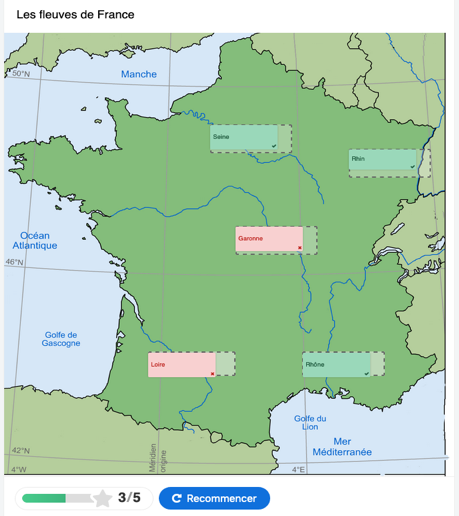 Les fleuves de France
50°N
Manche
Seine
Rhin
Garonne
Océan
Atlantique
46°N
Golfe de
Gascogne
Loire
Rhône
Golfe du
Lion
Mer
Méditerranée
42°N
Méridien
origine
4°W
4°E
3/5
Recommencer